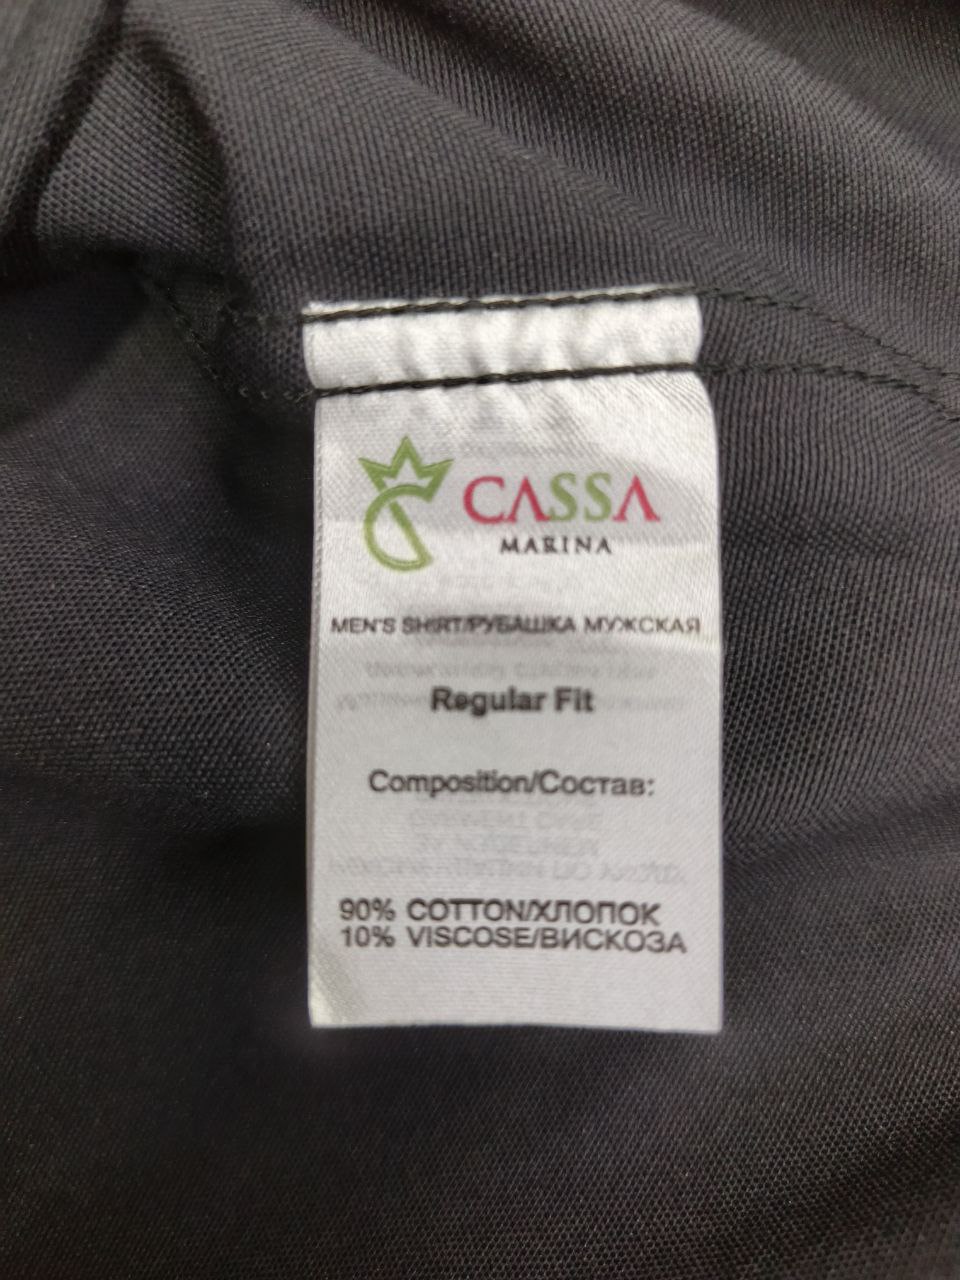 CASSA
MARINA
MEN'S SHIRT/РУБАШКА МУЖСКАЯ
Regular Fit
Composition/Состав:
90% COTTON/ХЛОПОК
10% VISCOSE/ВИСКОЗА